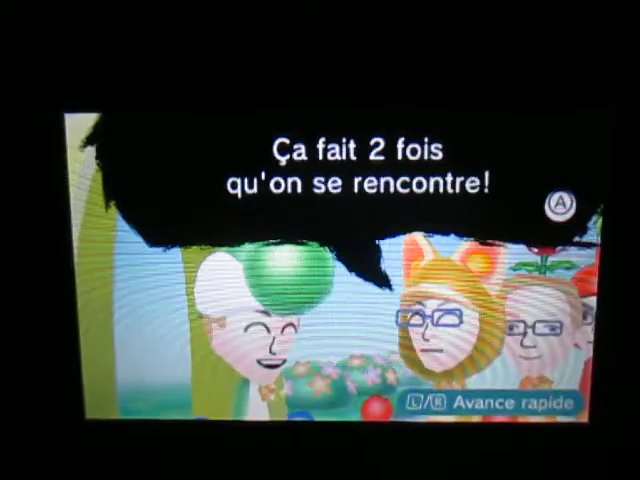 Ça fait 2 fois
qu'on se rencontre!
A
L/R Avance rapide